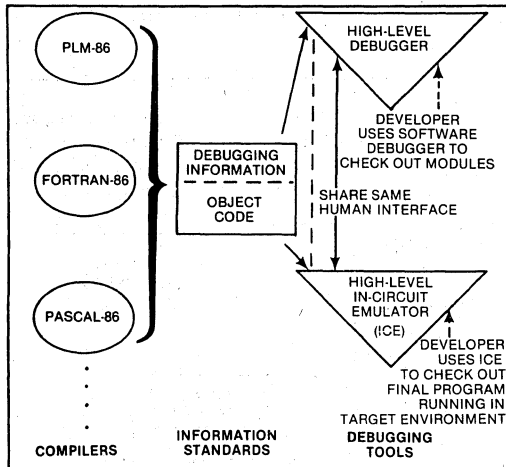 PLM-86
FORTRAN-86
PASCAL-86
COMPILERS
DEBUGGING
INFORMATION
OBJECT
CODE
INFORMATION
STANDARDS
HIGH-LEVEL
DEBUGGER
DEVELOPER
USES SOFTWARE
DEBUGGER TO
CHECK OUT MODULES
SHARE SAME
HUMAN INTERFACE
HIGH-LEVEL
IN-CIRCUIT
EMULATOR
(ICE)
DEVELOPER
USES ICE
TO CHECK OUT
FINAL PROGRAM
RUNNING IN
TARGET ENVIRONMENT
DEBUGGING
TOOLS